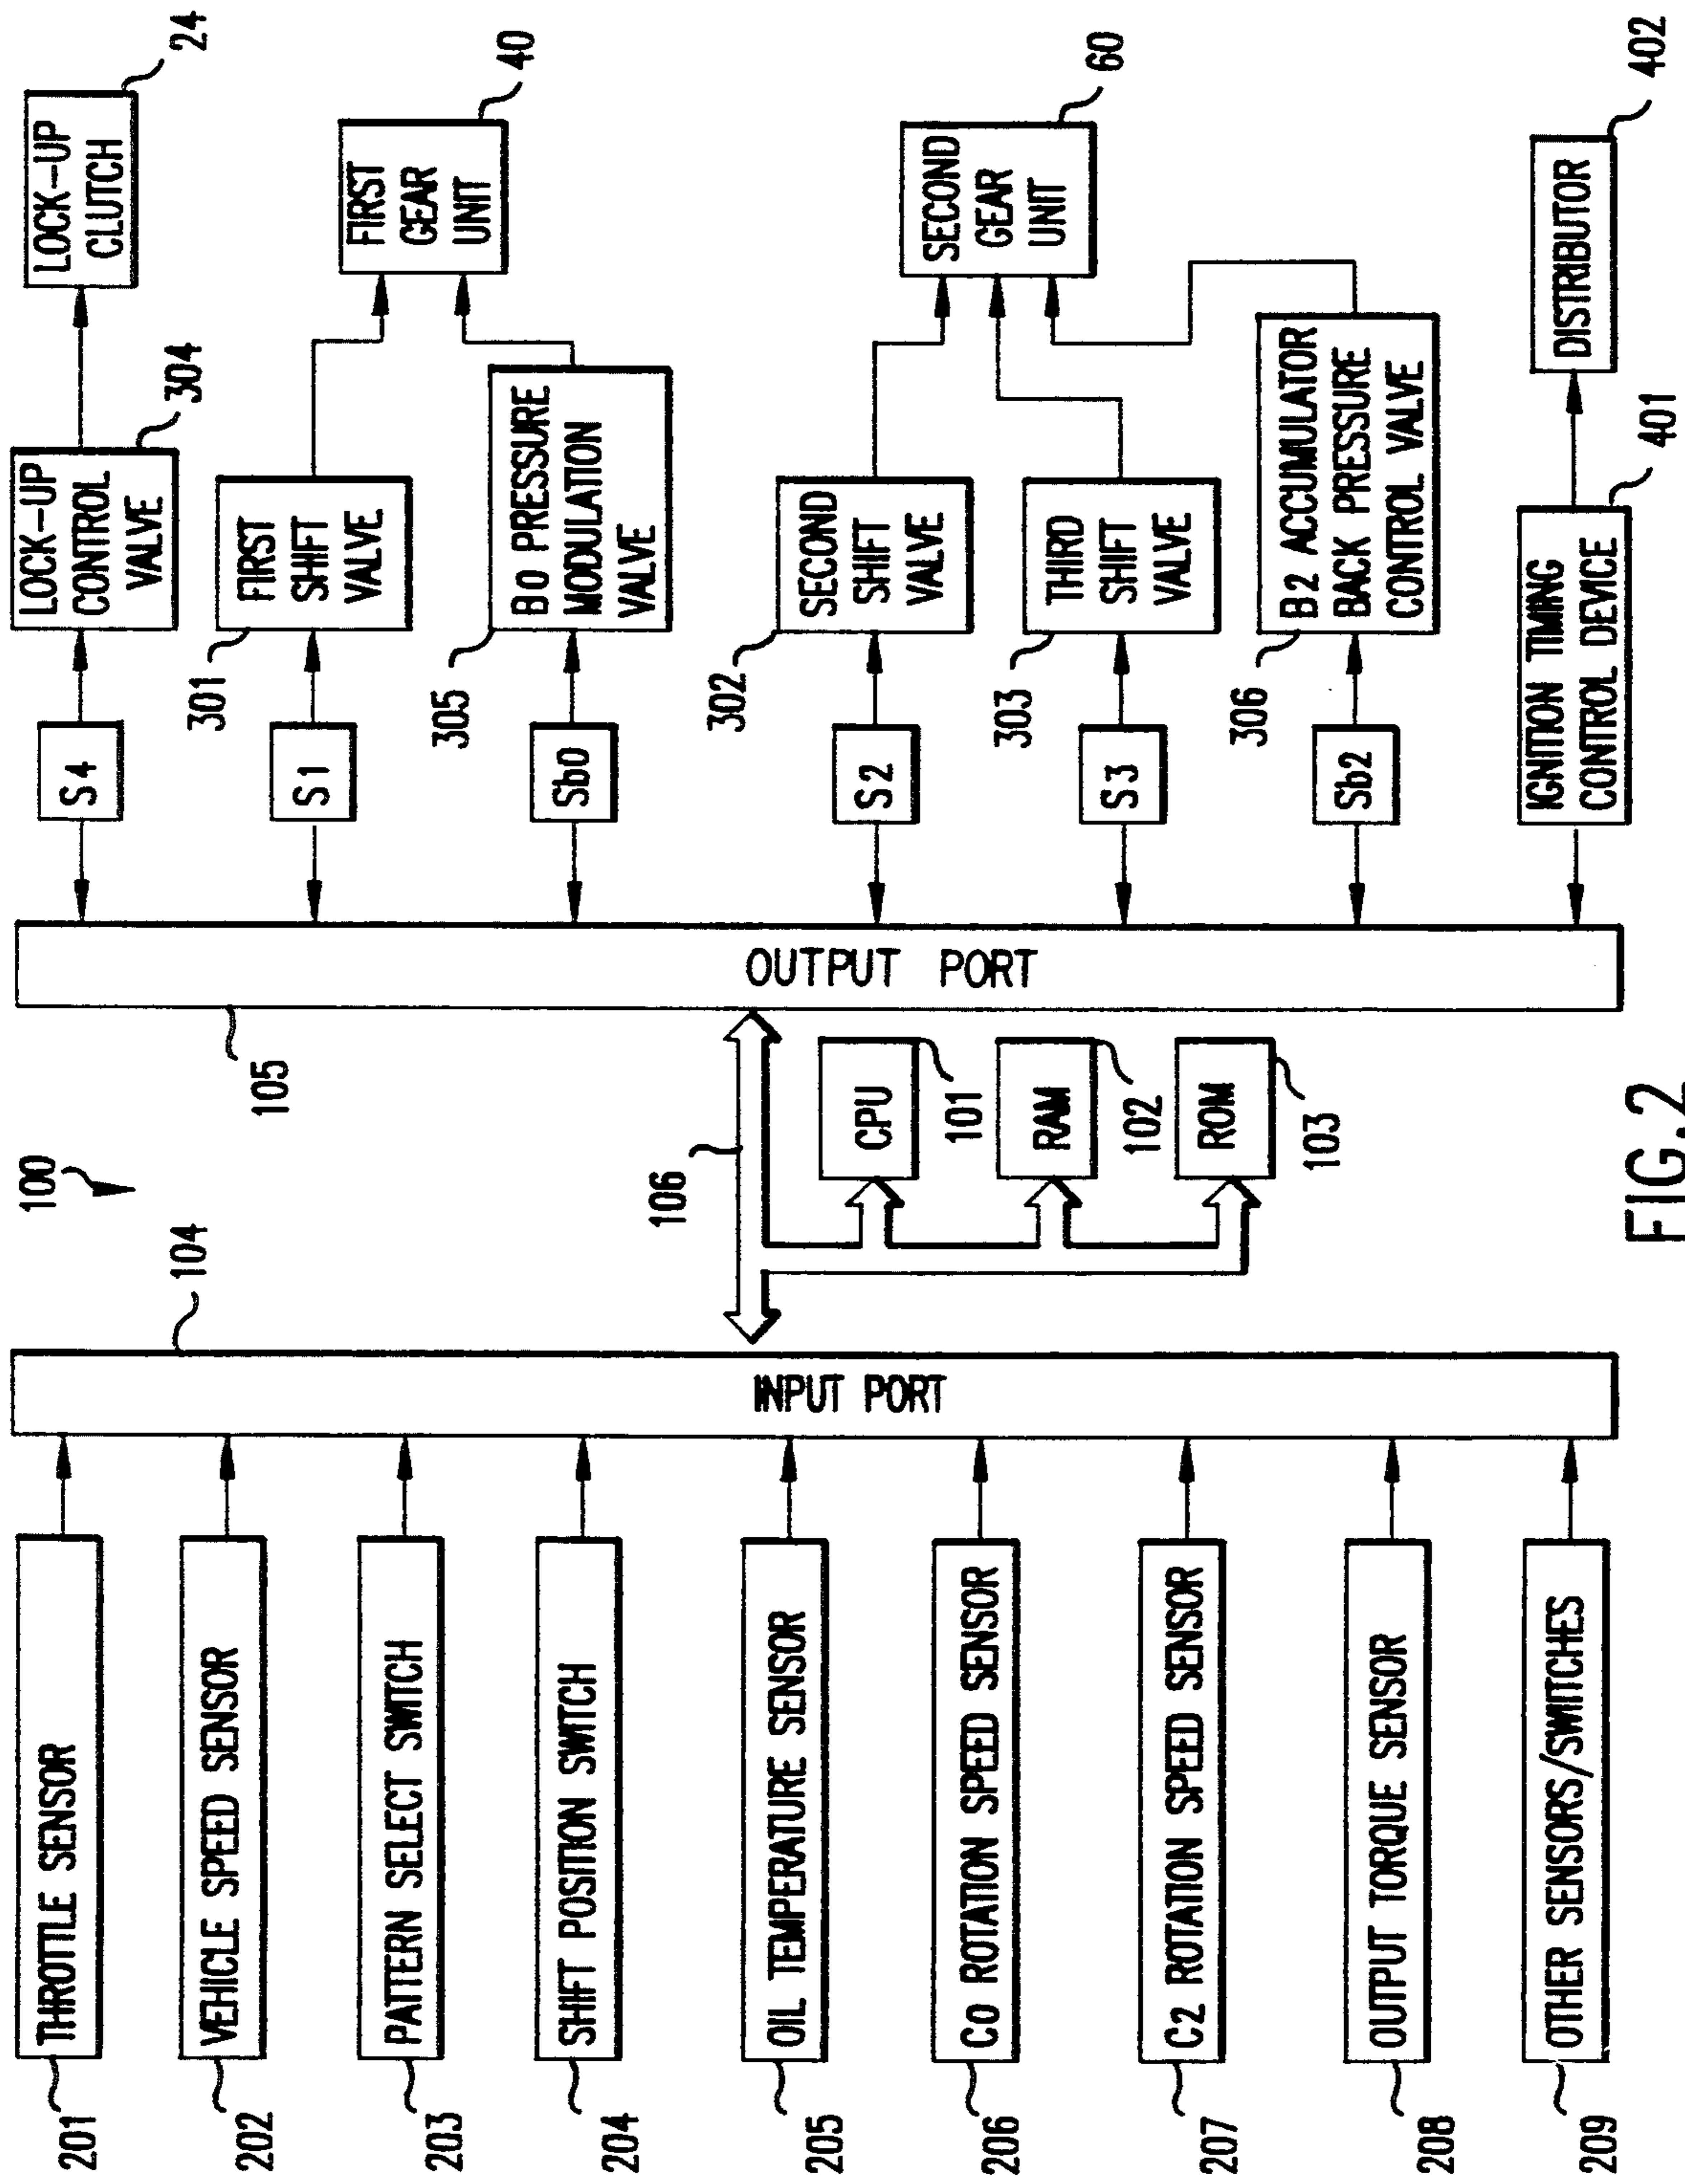 201
THROTTLE SENSOR
202
VEHICLE SPEED SENSOR
203
PATTERN SELECT SWITCH
204
SHIFT POSITION SWITCH
205
OIL TEMPERATURE SENSOR
206
C0 ROTATION SPEED SENSOR
207
C2 ROTATION SPEED SENSOR
208
OUTPUT TORQUE SENSOR
209
OTHER SENSORS/SWITCHES
104
INPUT PORT
100
106
CPU
101
RAM
102
ROM
103
105
OUTPUT PORT
S4
LOCK-UP
CONTROL
VALVE
304
LOCK-UP
CLUTCH
24
S1
301
FIRST
SHIFT
VALVE
FIRST
GEAR
UNIT
40
Sb0
305
B0 PRESSURE
MODULATION
VALVE
S2
302
SECOND
SHIFT
VALVE
SECOND
GEAR
UNIT
60
S3
303
THIRD
SHIFT
VALVE
Sb2
306
B2 ACCUMULATOR
BACK PRESSURE
CONTROL VALVE
IGNITION TIMING
CONTROL DEVICE
401
DISTRIBUTOR
402
FIG.2